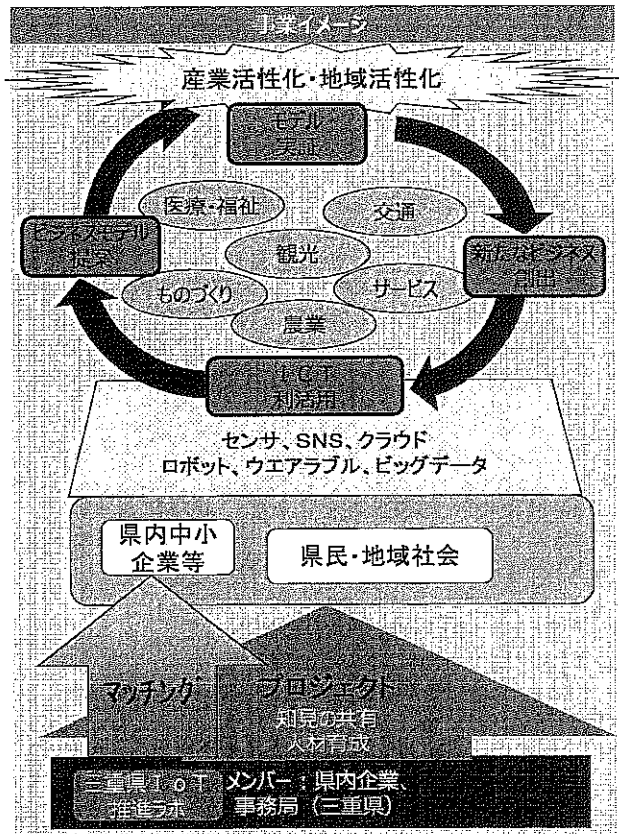 事業イメージ
産業活性化・地域活性化
モデル
実証
医療・福祉
交通
ビジネスモデル
提案
観光
新たなビジネス
創出
ものづくり
サービス
農業
ＩＣＴ
利活用
センサ、SNS、クラウド
ロボット、ウエアラブル、ビッグデータ
県内中小
企業等
県民・地域社会
マッチング
プロジェクト
知見の共有
人材育成
三重県ＩｏＴ
推進ラボ
メンバー：県内企業、
事務局（三重県）